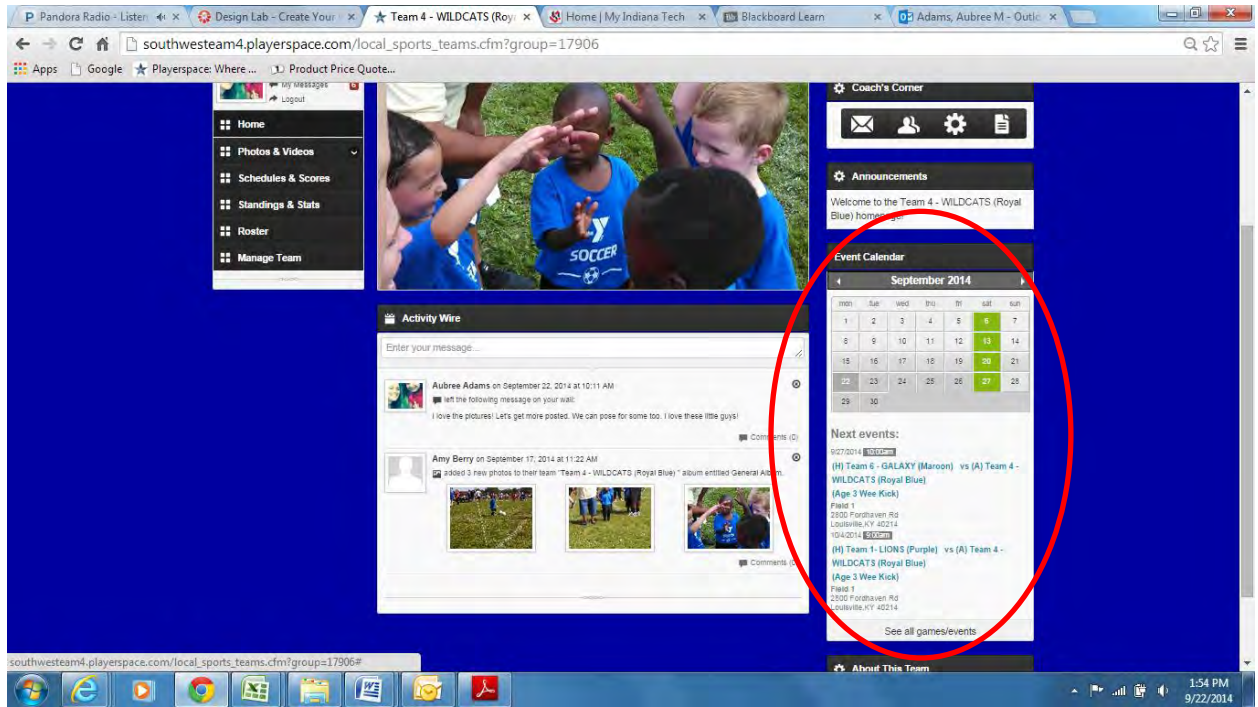 Pandora Radio - Listen
Design Lab - Create Your
Team 4 - WILDCATS (Roy
Home | My Indiana Tech
Blackboard Learn
Adams, Aubree M - Outlo
southwesteam4.playerspace.com/local_sports_teams.cfm?group=17906
Apps
Google
Playerspace: Where ...
Product Price Quote...
My Messages
Logout
Home
Photos & Videos
Schedules & Scores
Standings & Stats
Roster
Manage Team
the
Y
SOCCER
Activity Wire
Enter your message...
Aubree Adams on September 22, 2014 at 10:11 AM
left the following message on your wall:
I love the pictures! Let's get more posted. We can pose for some too. I love these little guys!
Comments (0)
Amy Berry on September 17, 2014 at 11:22 AM
added 3 new photos to their team "Team 4 - WILDCATS (Royal Blue) " album entitled General Album.
Comments (0
Coach's Corner
Announcements
Welcome to the Team 4 - WILDCATS (Royal
Blue) homepage.
Event Calendar
September 2014
mon tue wed thu fri sat sun
1 2 3 4 5 6 7
8 9 10 11 12 13 14
15 16 17 18 19 20 21
22 23 24 25 26 27 28
29 30
Next events:
9/27/2014 10:00am
(H) Team 6 - GALAXY (Maroon) vs (A) Team 4 -
WILDCATS (Royal Blue)
(Age 3 Wee Kick)
Field 1
2800 Fordhaven Rd
Louisville,KY 40214
10/4/2014 9:00am
(H) Team 1- LIONS (Purple) vs (A) Team 4 -
WILDCATS (Royal Blue)
(Age 3 Wee Kick)
Field 1
2800 Fordhaven Rd
Louisville,KY 40214
See all games/events
About This Team
southwesteam4.playerspace.com/local_sports_teams.cfm?group=17906#
1:54 PM
9/22/2014